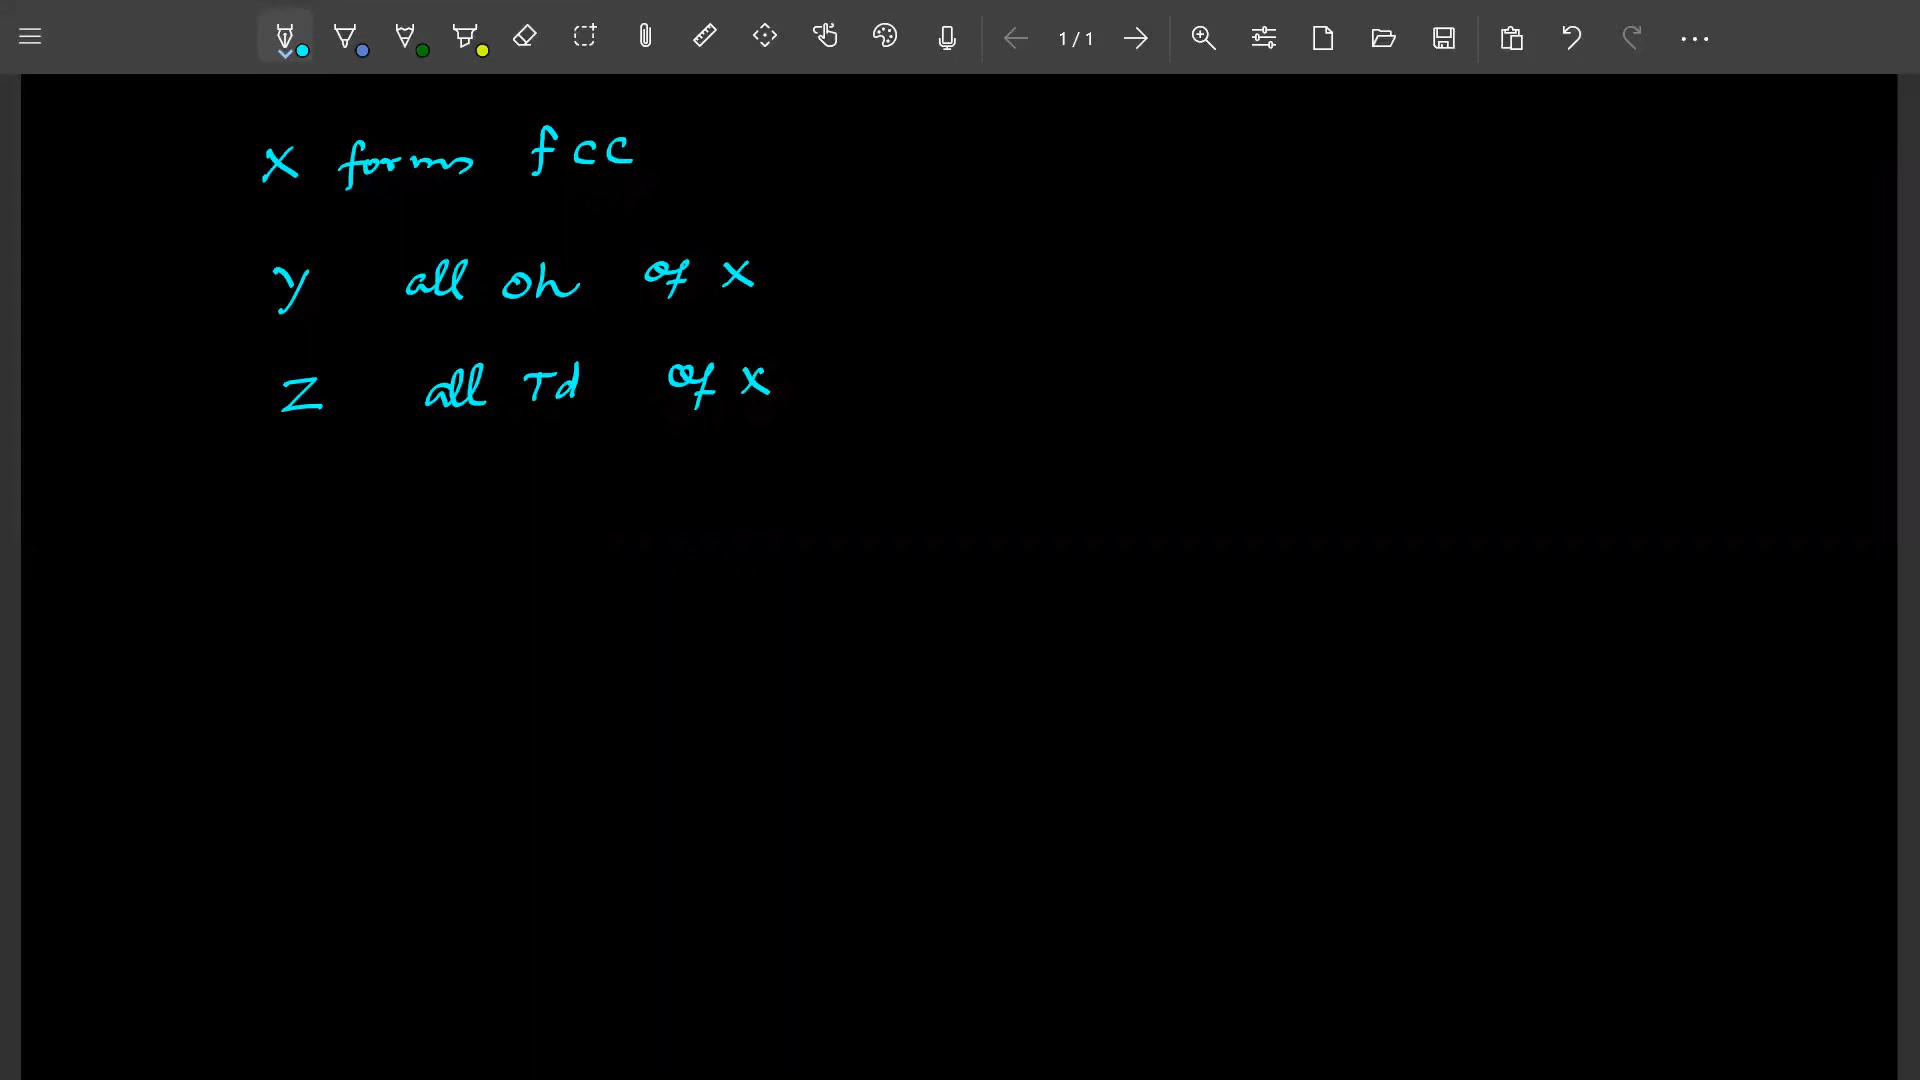 1 / 1
X forms fcc
y all oh of x
Z all Td of x